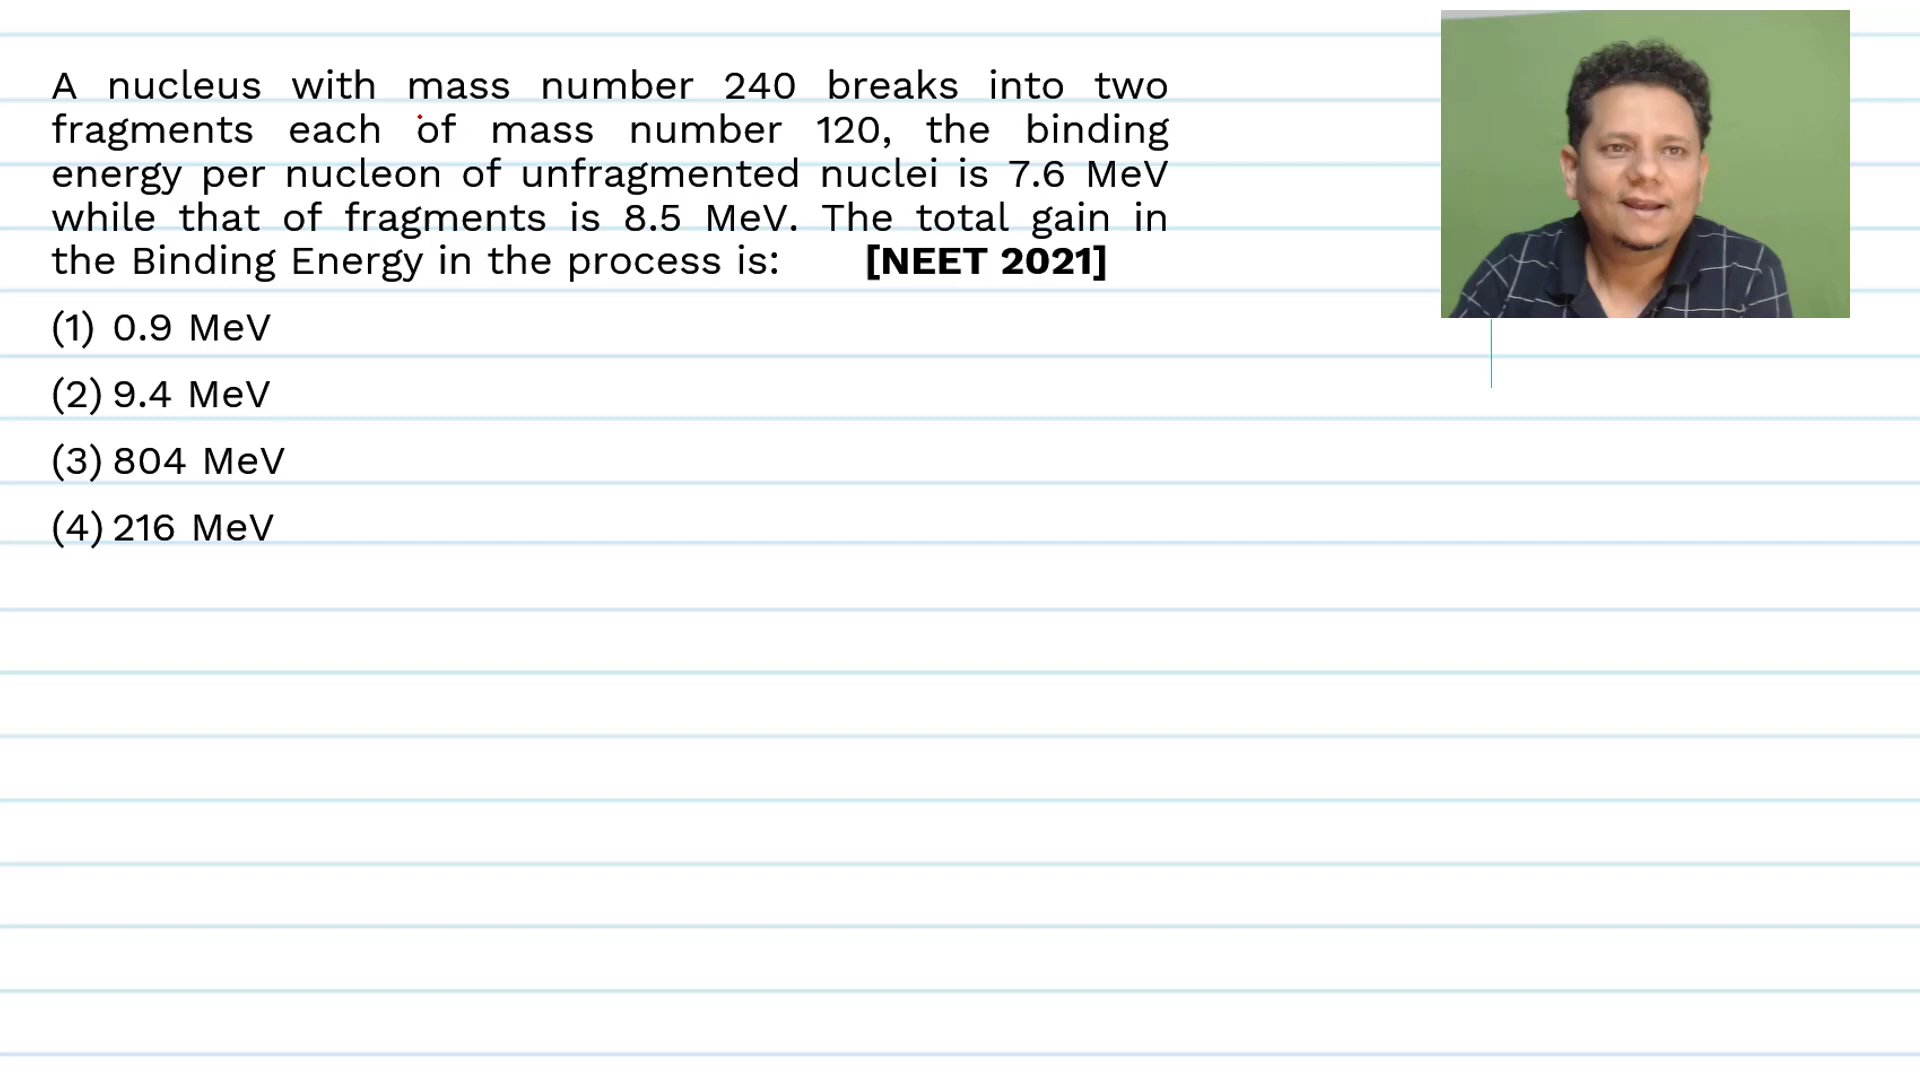 A nucleus with mass number 240 breaks into two
fragments each of mass number 120, the binding
energy per nucleon of unfragmented nuclei is 7.6 MeV
while that of fragments is 8.5 MeV. The total gain in
the Binding Energy in the process is: [NEET 2021]
(1) 0.9 MeV
(2) 9.4 MeV
(3) 804 MeV
(4) 216 MeV